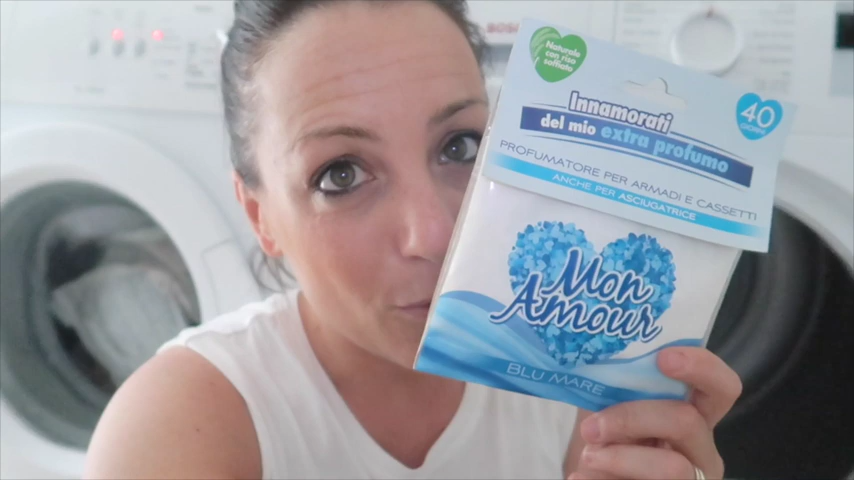 BOSCH
Naturale
con riso
soffiato
Innamorati
del mio extra profumo
40
GIORNI
PROFUMATORE PER ARMADI E CASSETTI
ANCHE PER ASCIUGATRICE
Mon
Amour
BLU MARE